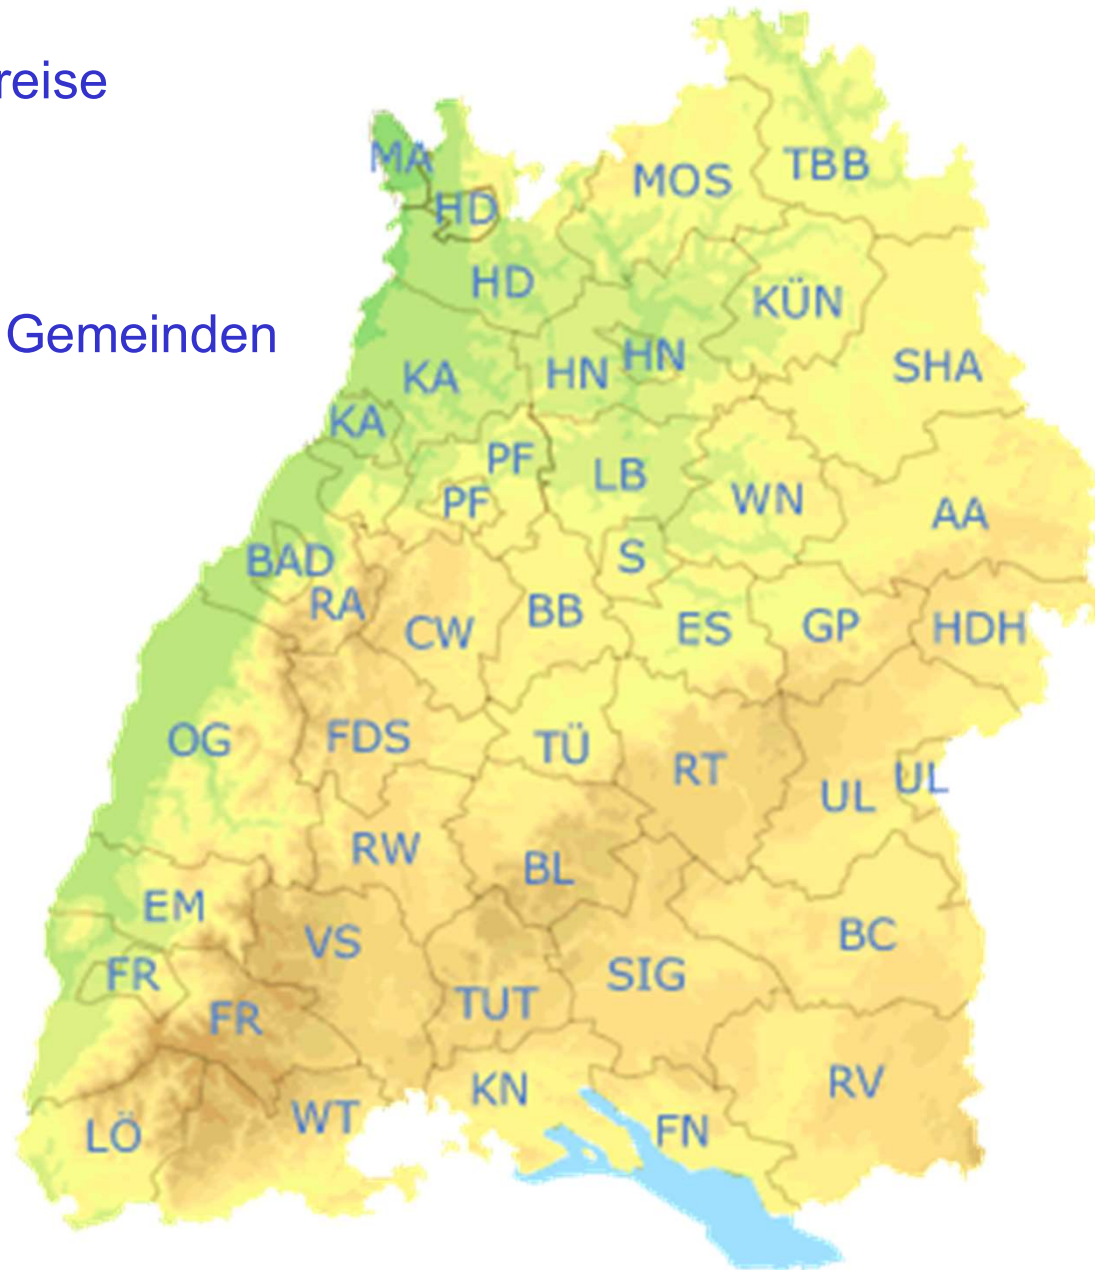 reise
MA
TBB
MOS
HD
HD
KÜN
Gemeinden
HN
HN
SHA
KA
KA
PF
LB
PF
WN
AA
BAD
S
RA
BB
CW
ES
GP
HDH
OG
FDS
TÜ
RT
UL
UL
RW
BL
EM
VS
BC
FR
SIG
TUT
FR
KN
RV
WT
LÖ
FN